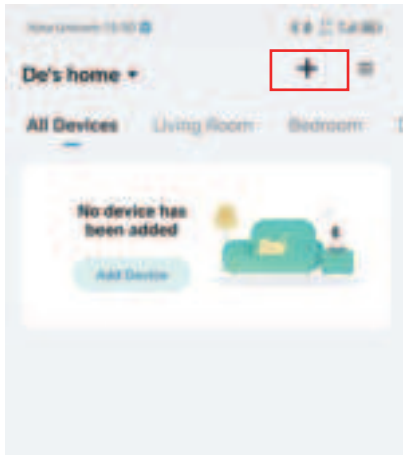 De's home
All Devices Living Room Bedroom
No device has
been added
Add Device